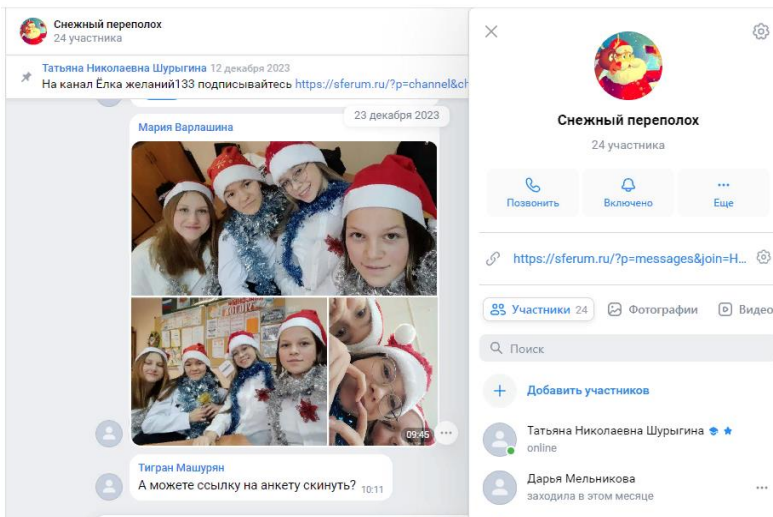 Снежный переполох
24 участника
Татьяна Николаевна Шурыгина 12 декабря 2023
На канал Ёлка желаний133 подписывайтесь https://sferum.ru/?p=channel&ch
23 декабря 2023
Мария Варлашина
09:45
Тигран Машурян
А можете ссылку на анкету скинуть? 10:11
Снежный переполох
24 участника
Позвонить
Включено
Еще
https://sferum.ru/?p=messages&join=H...
Участники 24
Фотографии
Видео
Поиск
Добавить участников
Татьяна Николаевна Шурыгина
online
Дарья Мельникова
заходила в этом месяце